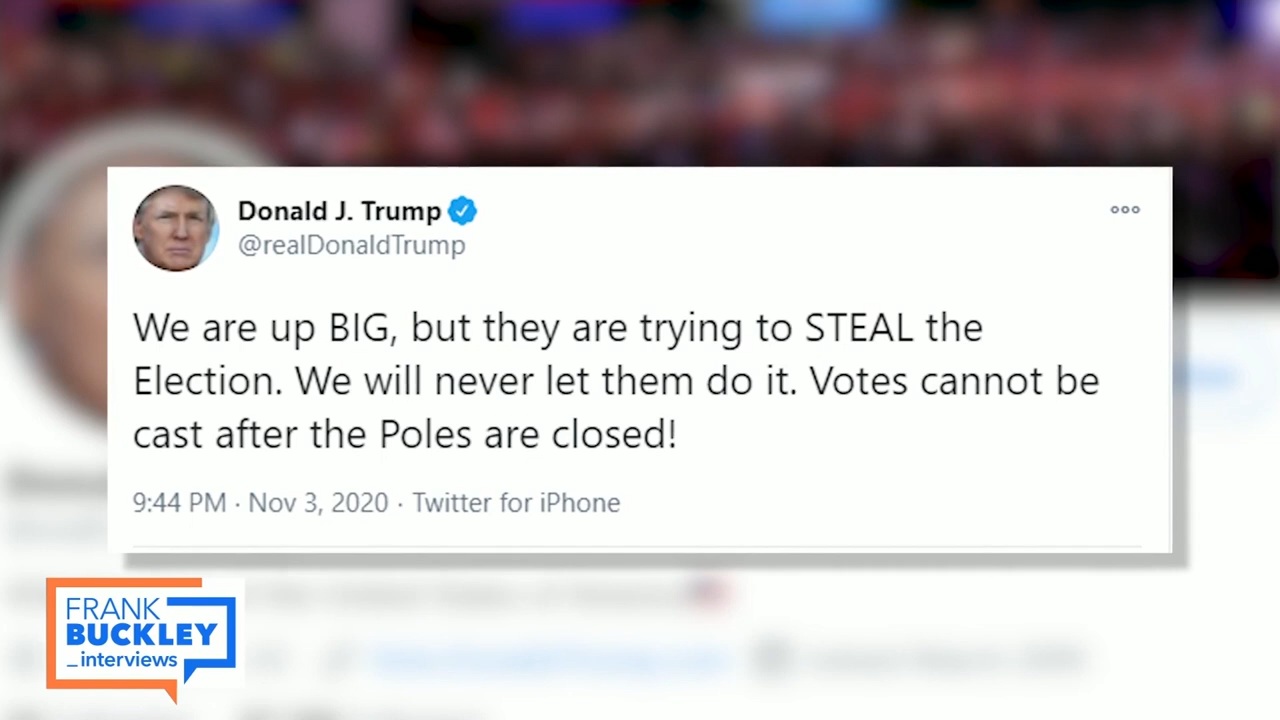 Donald J. Trump
@realDonaldTrump
We are up BIG, but they are trying to STEAL the
Election. We will never let them do it. Votes cannot be
cast after the Poles are closed!
9:44 PM · Nov 3, 2020 · Twitter for iPhone
FRANK
BUCKLEY
_interviews